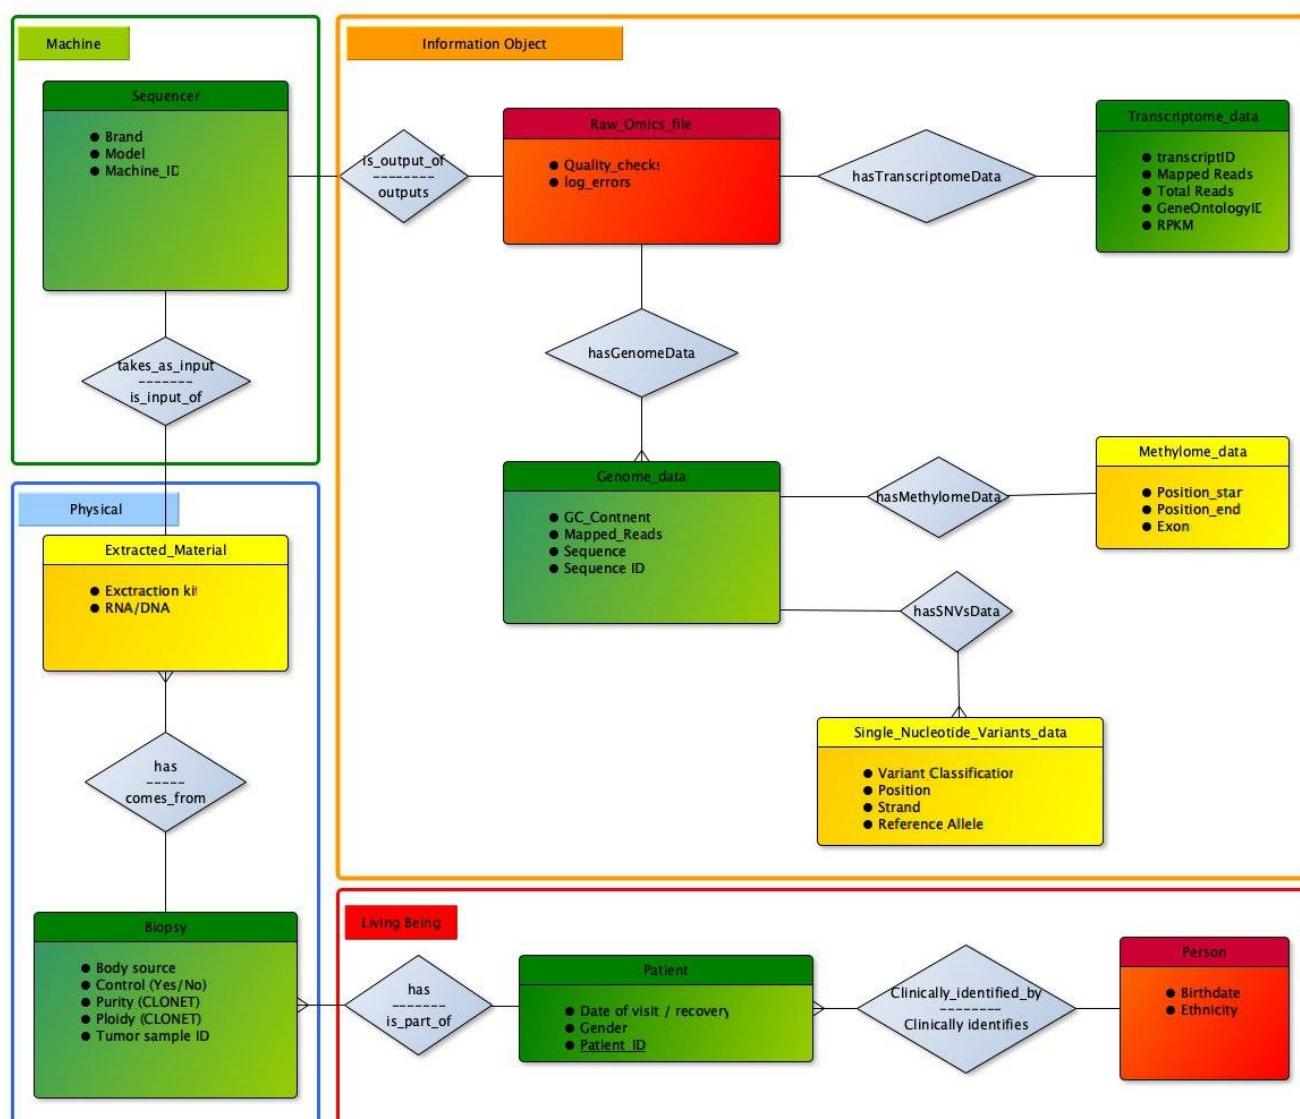 Machine
Sequencer
● Brand
● Model
● Machine_ID
takes_as_input
-------
is_input_of
Information Object
is_output_of
--------
outputs
Raw_Omics_file
● Quality_checks
● log_errors
hasTranscriptomeData
Transcriptome_data
● transcriptID
● Mapped Reads
● Total Reads
● GeneOntologyID
● RPKM
hasGenomeData
Genome_data
● GC_Contnent
● Mapped_Reads
● Sequence
● Sequence ID
hasMethylomeData
Methylome_data
● Position_star
● Position_end
● Exon
hasSNVsData
Single_Nucleotide_Variants_data
● Variant Classification
● Position
● Strand
● Reference Allele
Physical
Extracted_Material
● Exctraction kit
● RNA/DNA
has
-----
comes_from
Biopsy
● Body source
● Control (Yes/No)
● Purity (CLONET)
● Ploidy (CLONET)
● Tumor sample ID
Living Being
has
-------
is_part_of
Patient
● Date of visit / recovery
● Gender
● Patient_ID
Clinically_identified_by
--------
Clinically identifies
Person
● Birthdate
● Ethnicity